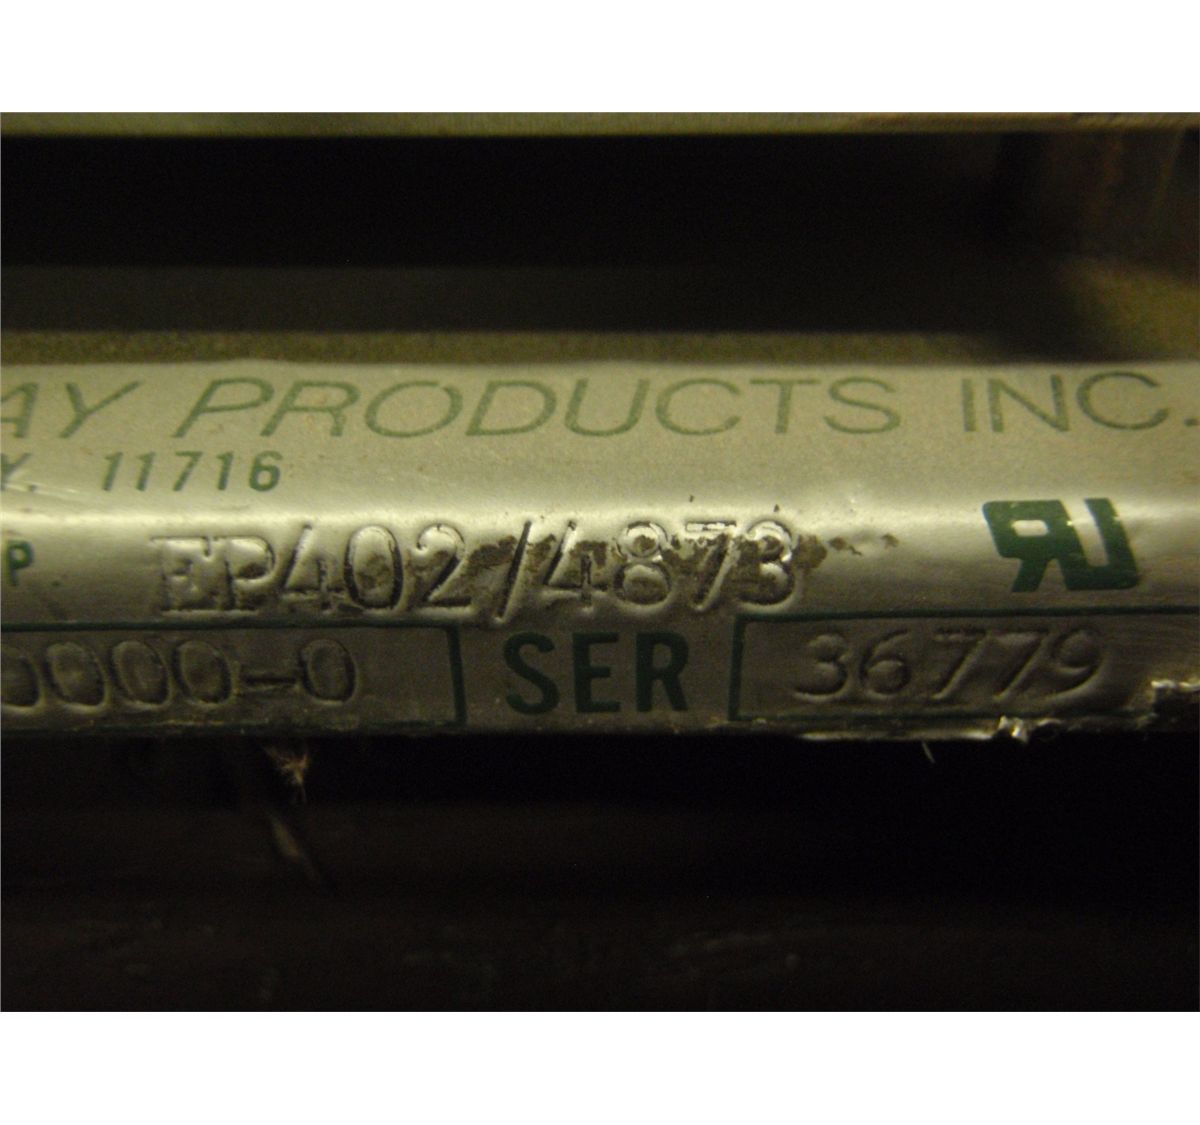 AY PRODUCTS INC.
Y. 11716
P. EP402/4873
0000-0 SER 36779